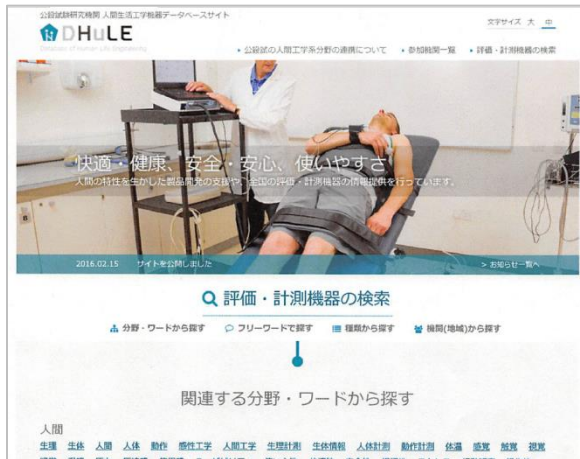 公設試験研究機関 人間生活工学機器データベースサイト
DHuLE
Database of Human Life Engineering
文字サイズ 大 中
公設試の人間工学系分野の連携について
参加機関一覧
評価・計測機器の検索
快適・健康、安全・安心、使いやすさ
人間の特性を生かした製品開発の支援や、全国の評価・計測機器の情報提供を行っています。
2016.02.15 サイトを公開しました
> お知らせ一覧へ
評価・計測機器の検索
分野・ワードから探す フリーワードで探す 種類から探す 機関(地域)から探す
関連する分野・ワードから探す
人間
生理 生体 人間 人体 動作 感性工学 人間工学 生理計測 生体情報 人体計測 動作計測 体温 感覚 触覚 視覚